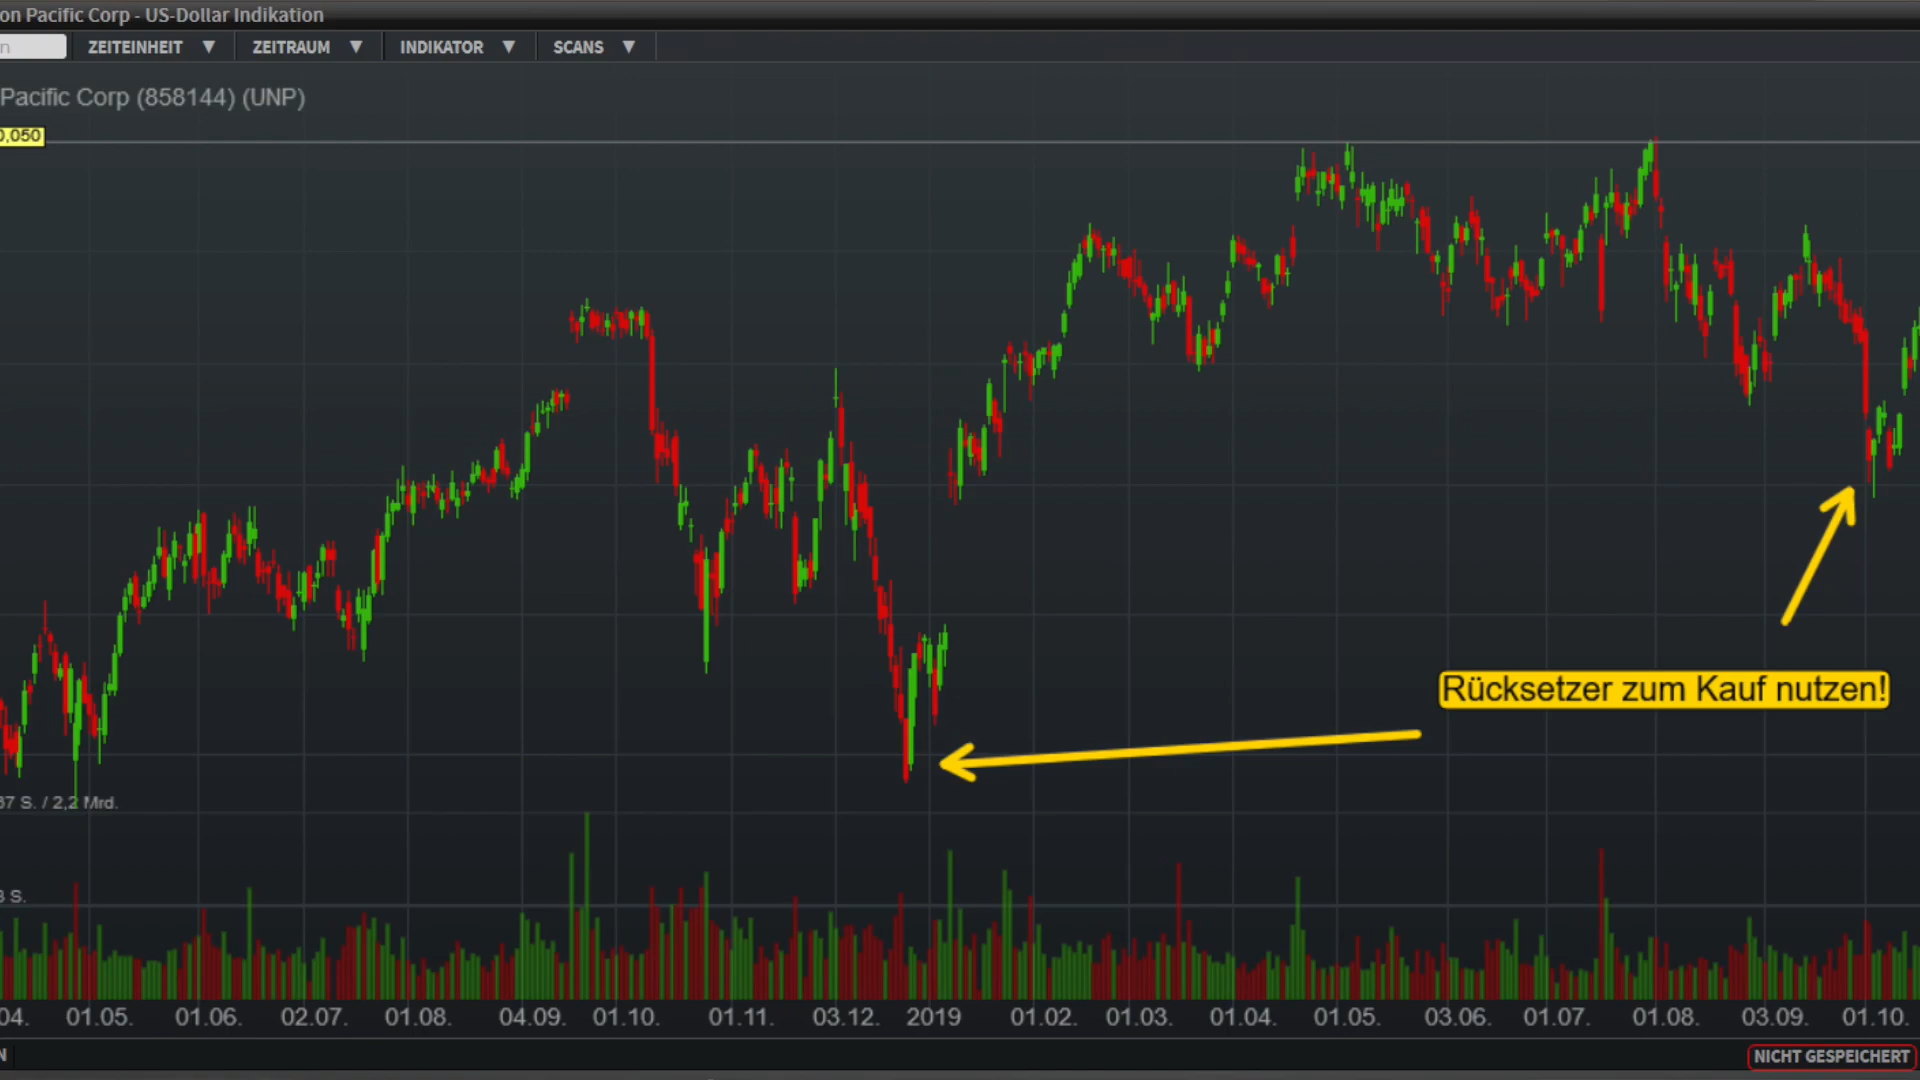 on Pacific Corp - US-Dollar Indikation
n ZEITEINHEIT ZEITRAUM INDIKATOR SCANS
Pacific Corp (858144) (UNP)
0,050
Rücksetzer zum Kauf nutzen!
37 S. / 2,2 Mrd.
3 S.
04. 01.05. 01.06. 02.07. 01.08. 04.09. 01.10. 01.11. 03.12. 2019 01.02. 01.03. 01.04. 01.05. 03.06. 01.07. 01.08. 03.09. 01.10.
N NICHT GESPEICHERT